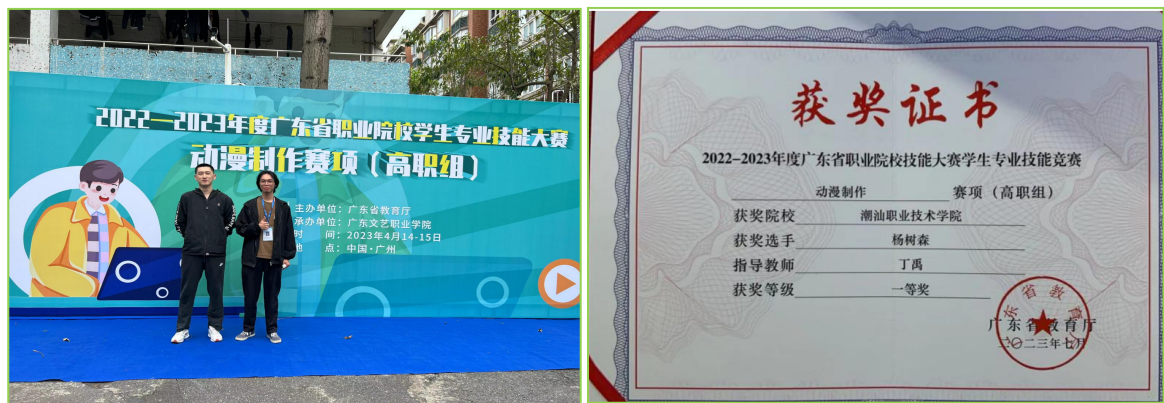 2022—2023年度广东省职业院校学生专业技能大赛
动漫制作赛项（高职组）
主办单位：广东省教育厅
承办单位：广东文艺职业学院
时　间：2023年4月14-15日
地　点：中国·广州
获奖证书
2022-2023年度广东省职业院校技能大赛学生专业技能竞赛
动漫制作 赛项（高职组）
获奖院校 潮汕职业技术学院
获奖选手 杨树森
指导教师 丁禹
获奖等级 一等奖
广东省教育厅
二〇二三年七月